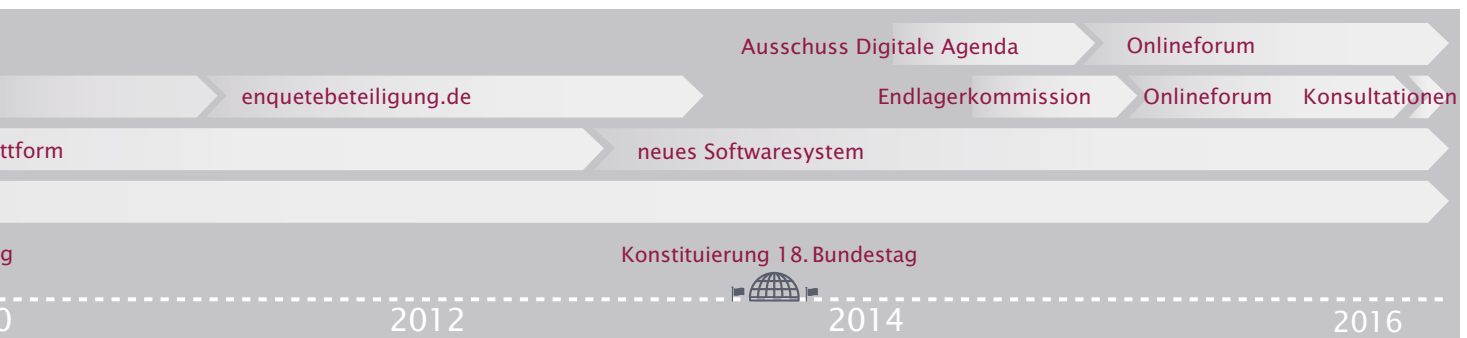 Ausschuss Digitale Agenda Onlineforum
enquetebeteiligung.de Endlagerkommission Onlineforum Konsultationen
ttform neues Softwaresystem
g Konstituierung 18. Bundestag
0 2012 2014 2016